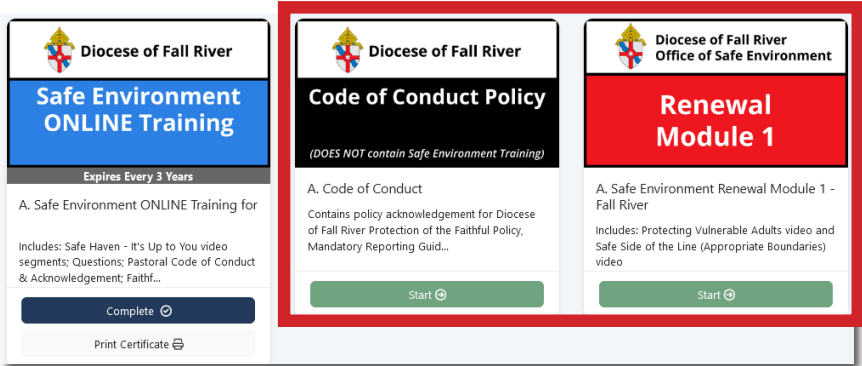 Diocese of Fall River
Safe Environment
ONLINE Training
Expires Every 3 Years
A. Safe Environment ONLINE Training for
Includes: Safe Haven - It's Up to You video
segments; Questions; Pastoral Code of Conduct
& Acknowledgement; Faithf...
Complete
Print Certificate
Diocese of Fall River
Code of Conduct Policy
(DOES NOT contain Safe Environment Training)
A. Code of Conduct
Contains policy acknowledgement for Diocese
of Fall River Protection of the Faithful Policy,
Mandatory Reporting Guid...
Start
Diocese of Fall River
Office of Safe Environment
Renewal
Module 1
A. Safe Environment Renewal Module 1 -
Fall River
Includes: Protecting Vulnerable Adults video and
Safe Side of the Line (Appropriate Boundaries)
video
Start